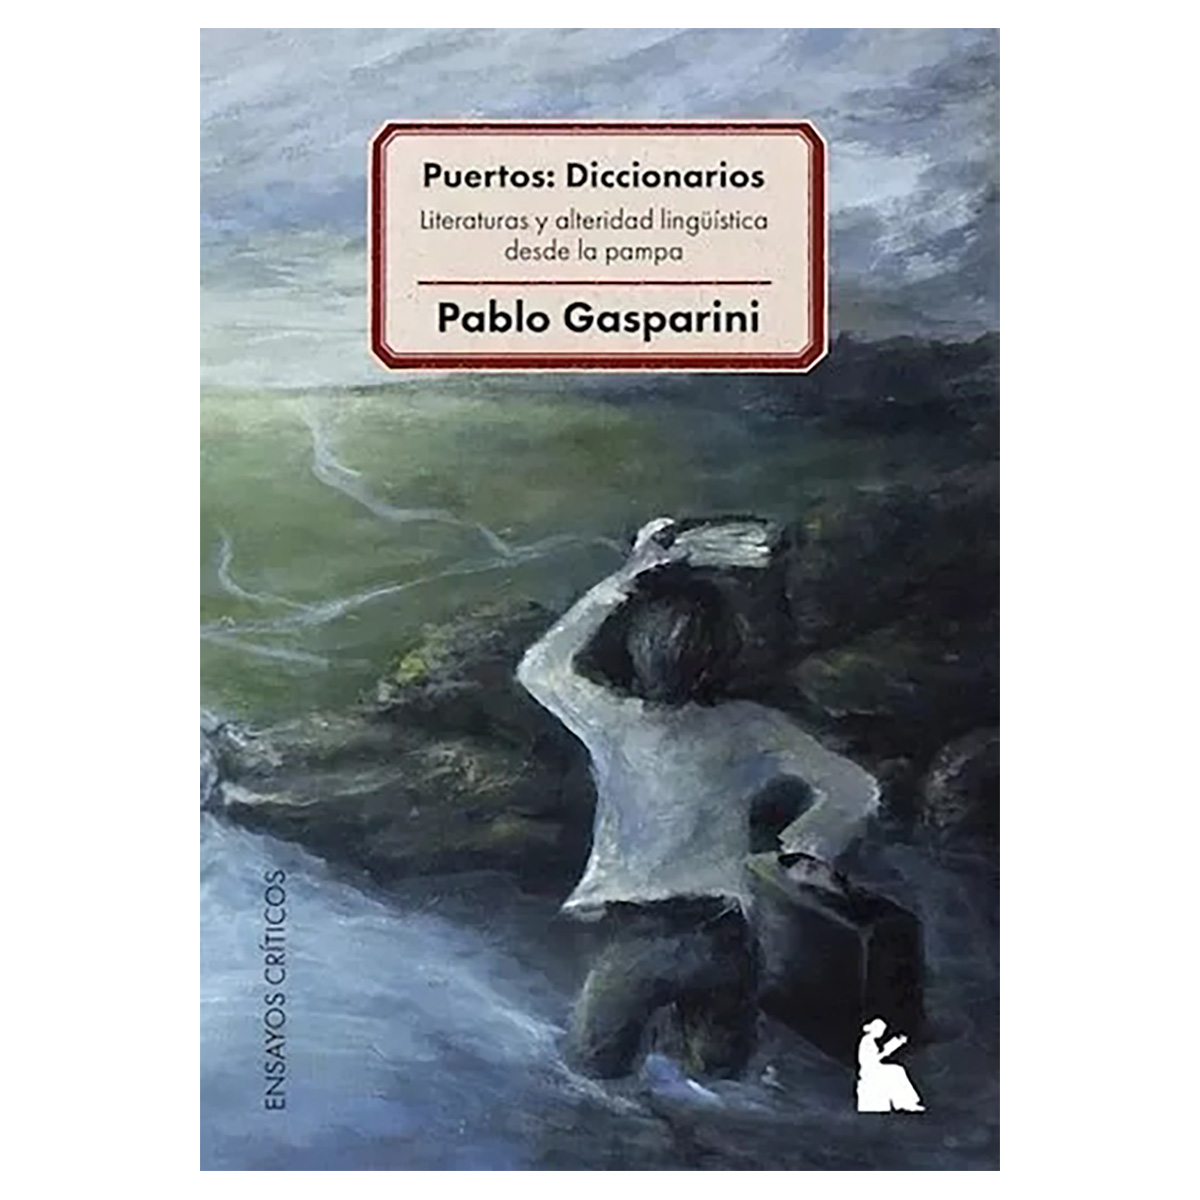 Puertos: Diccionarios
Literaturas y alteridad lingüística
desde la pampa
Pablo Gasparini
ENSAYOS CRÍTICOS